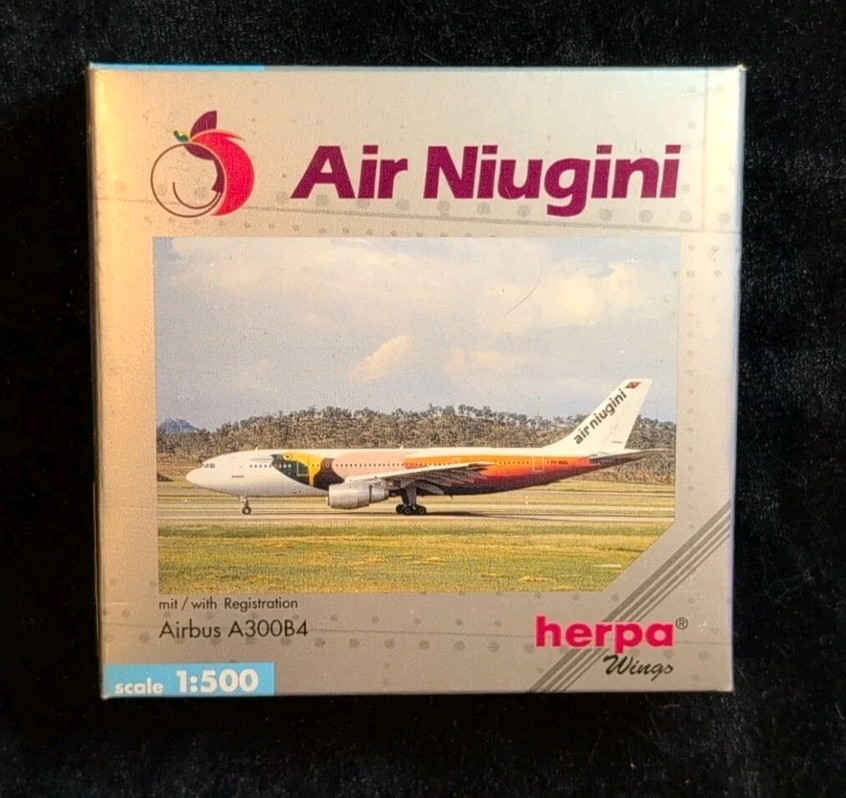 Air Niugini
air niugini
mit / with Registration
Airbus A300B4
herpa®
Wings
scale 1:500